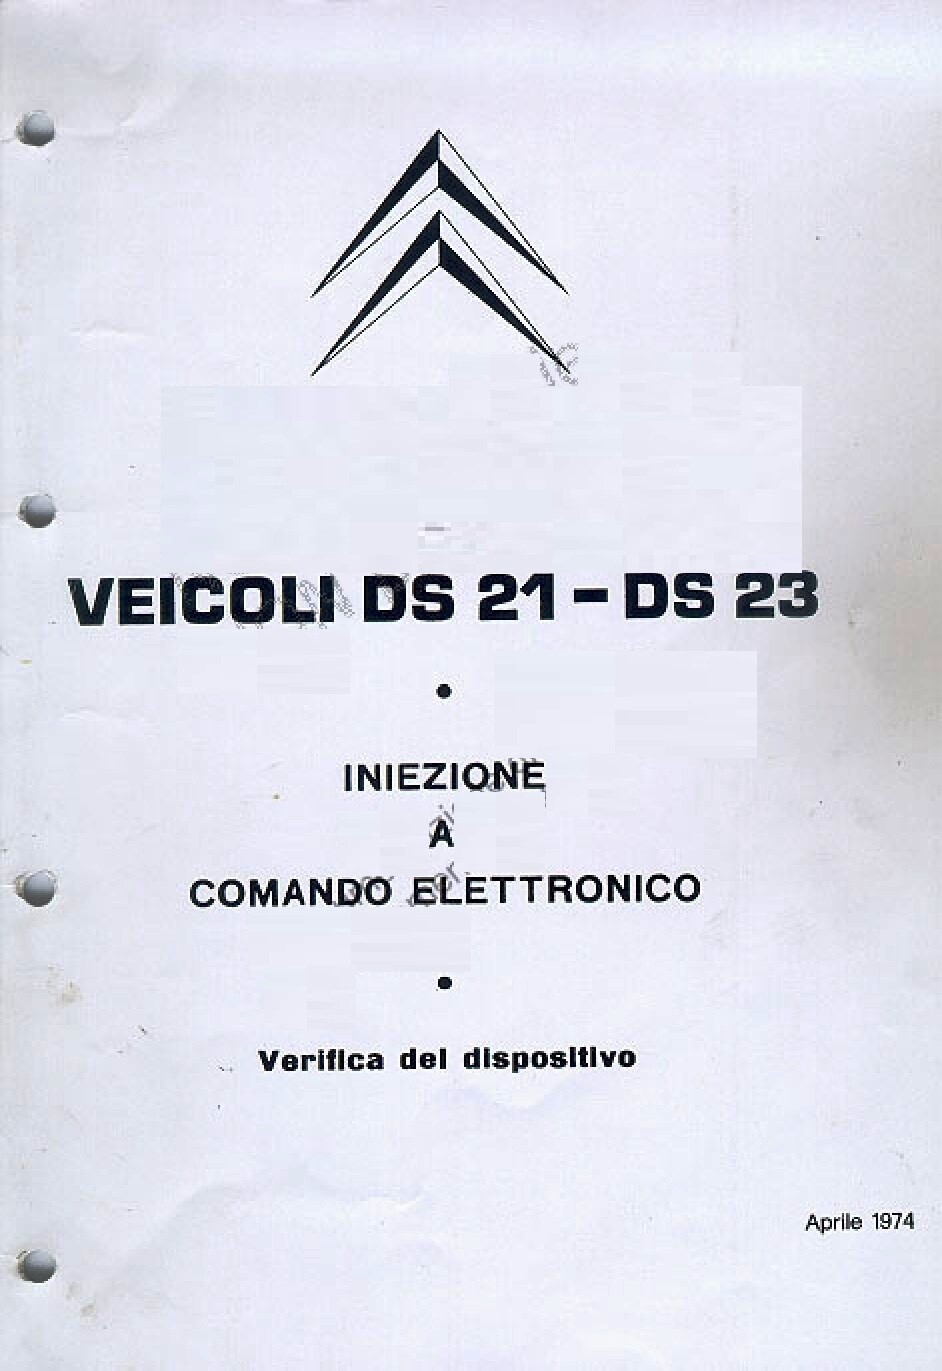 VEICOLI DS 21 – DS 23
•
INIEZIONE
A
COMANDO ELETTRONICO
•
Verifica del dispositivo
Aprile 1974